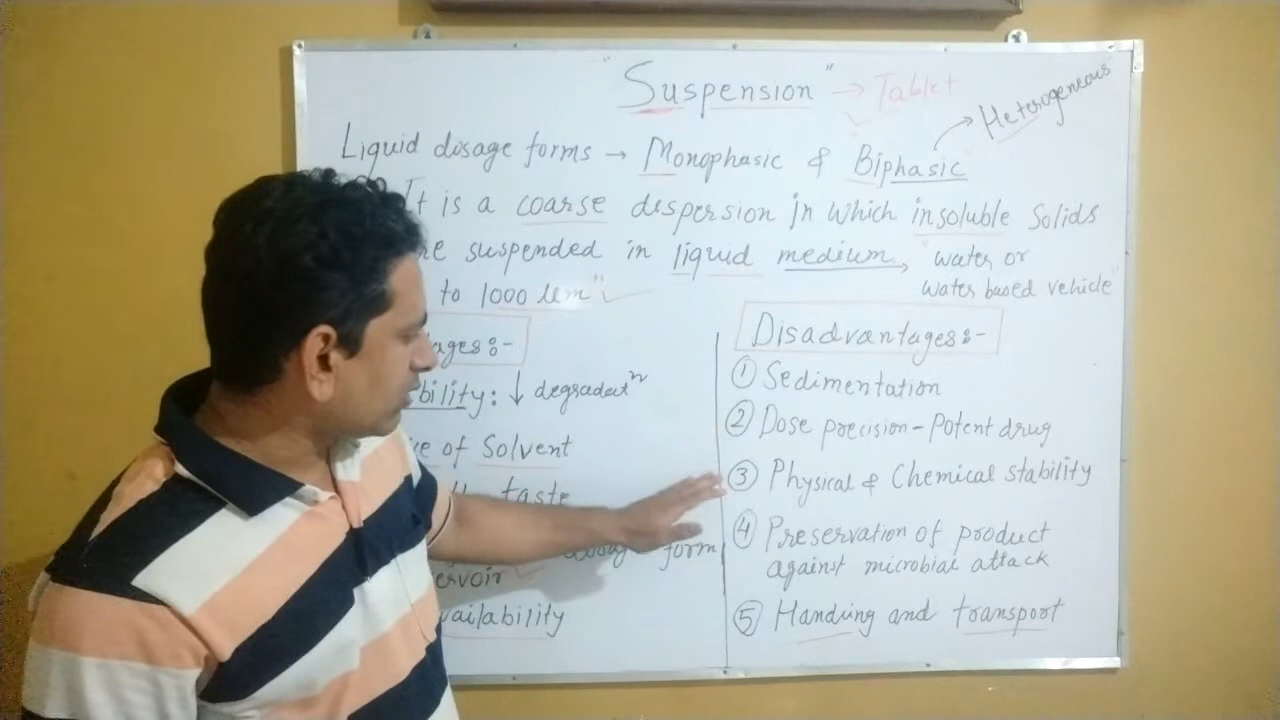 "Suspension" → Tablet
Heterogeneous
Liquid dosage forms → Monophasic & Biphasic
It is a coarse dispersion in which insoluble solids
suspended in liquid medium → water or
water based vehicle"
to 1000 um"
ages:-
bility: ↓ degradatn
of Solvent
taste
form
ervoir
vailability
Disadvantages:-
① Sedimentation
② Dose precision - Potent drug
③ Physical & Chemical stability
④ Preservation of product
against microbial attack
⑤ Handling and transport